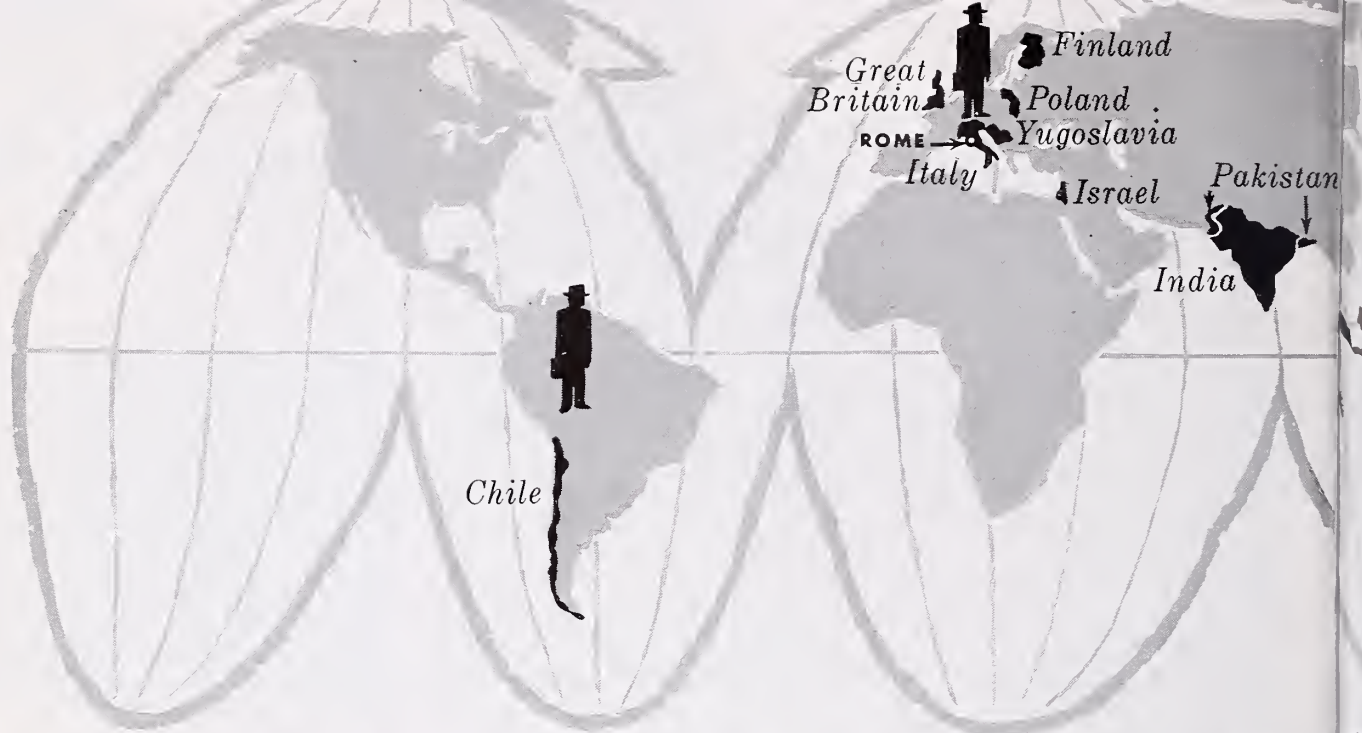 Finland
Great
Britain
Poland
ROME
Yugoslavia
Italy
Israel
Pakistan
India
Chile